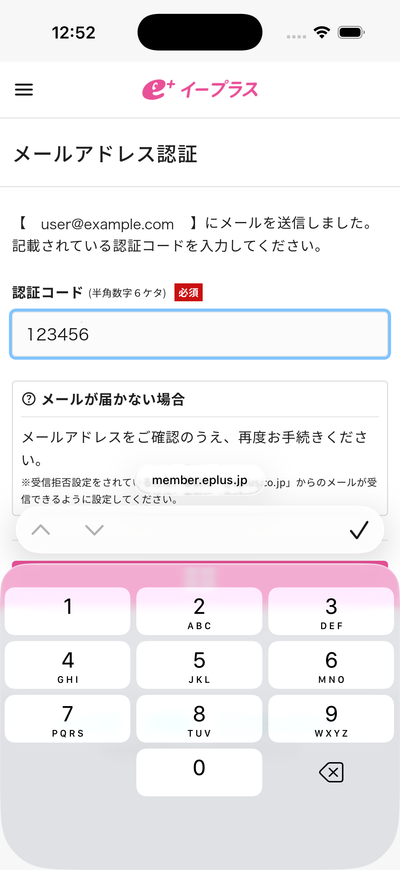 12:52
e+ イープラス
メールアドレス認証
【 user@example.com 】にメールを送信しました。
記載されている認証コードを入力してください。
認証コード (半角数字６ケタ) 必須
123456
? メールが届かない場合
メールアドレスをご確認のうえ、再度お手続きくださ
い。
※受信拒否設定をされてい
.co.jp」からのメールが受
信できるように設定してください。
member.eplus.jp
1
2
ABC
3
DEF
4
GHI
5
JKL
6
MNO
7
PQRS
8
TUV
9
WXYZ
0